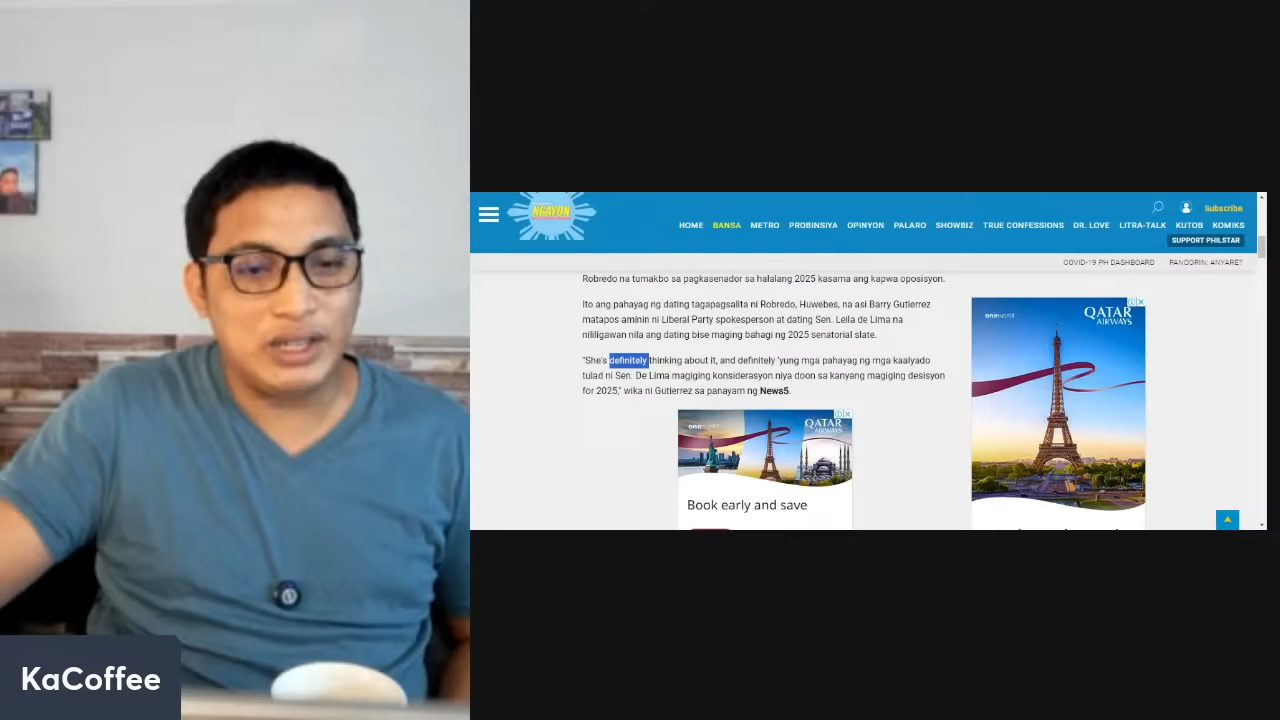 NGAYON
Subscribe
HOME BANSA METRO PROBINSIYA OPINYON PALARO SHOWBIZ TRUE CONFESSIONS DR. LOVE LITRA-TALK KUTOB KOMIKS
SUPPORT PHILSTAR
COVID-19 PH DASHBOARD PANOORIN: ANYARE?
Robredo na tumakbo sa pagkasenador sa halalang 2025 kasama ang kapwa oposisyon.
Ito ang pahayag ng dating tagapagsalita ni Robredo, Huwebes, na asi Barry Gutierrez
matapos aminin ni Liberal Party spokesperson at dating Sen. Leila de Lima na
nililigawan nila ang dating bise maging bahagi ng 2025 senatorial slate.
"She's definitely thinking about it, and definitely 'yung mga pahayag ng mga kaalyado
tulad ni Sen. De Lima magiging konsiderasyon niya doon sa kanyang magiging desisyon
for 2025," wika ni Gutierrez sa panayam ng News5.
oneworld
QATAR
AIRWAYS
Book early and save
oneworld
QATAR
AIRWAYS
KaCoffee